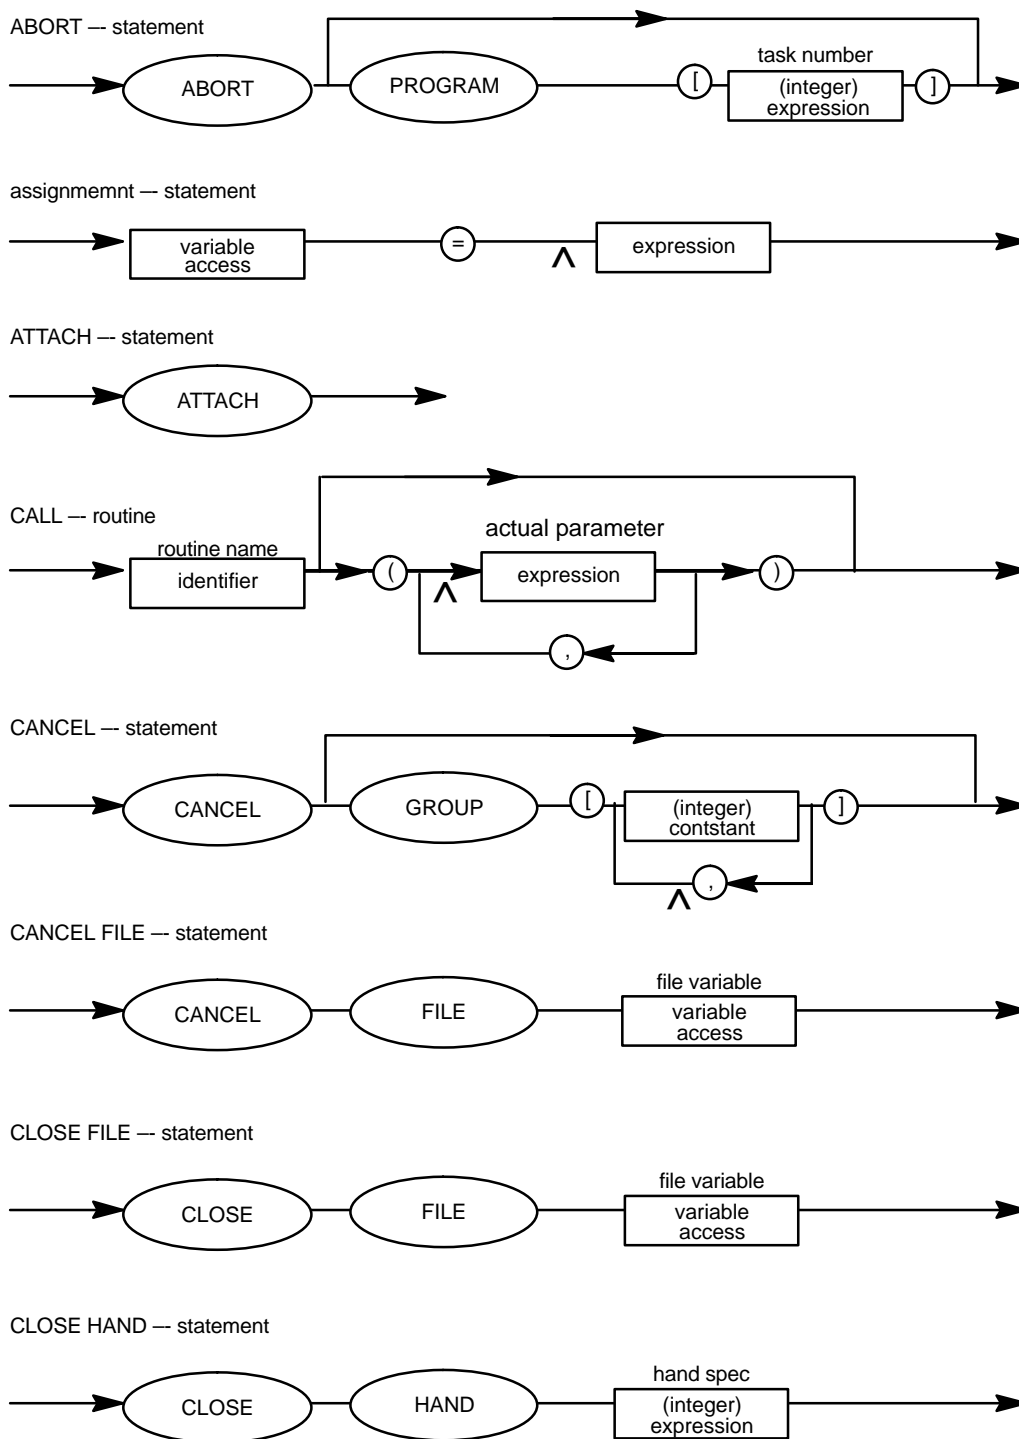 ABORT –- statement
task number
ABORT PROGRAM [ (integer) ]
expression
assignmemnt –- statement
variable = ^ expression
access
ATTACH –- statement
ATTACH
CALL –- routine
routine name actual parameter
identifier ( ^ expression )
,
CANCEL –- statement
CANCEL GROUP [ (integer) ]
contstant
^ ,
CANCEL FILE –- statement
file variable
CANCEL FILE variable
access
CLOSE FILE –- statement
file variable
CLOSE FILE variable
access
CLOSE HAND –- statement
hand spec
CLOSE HAND (integer)
expression